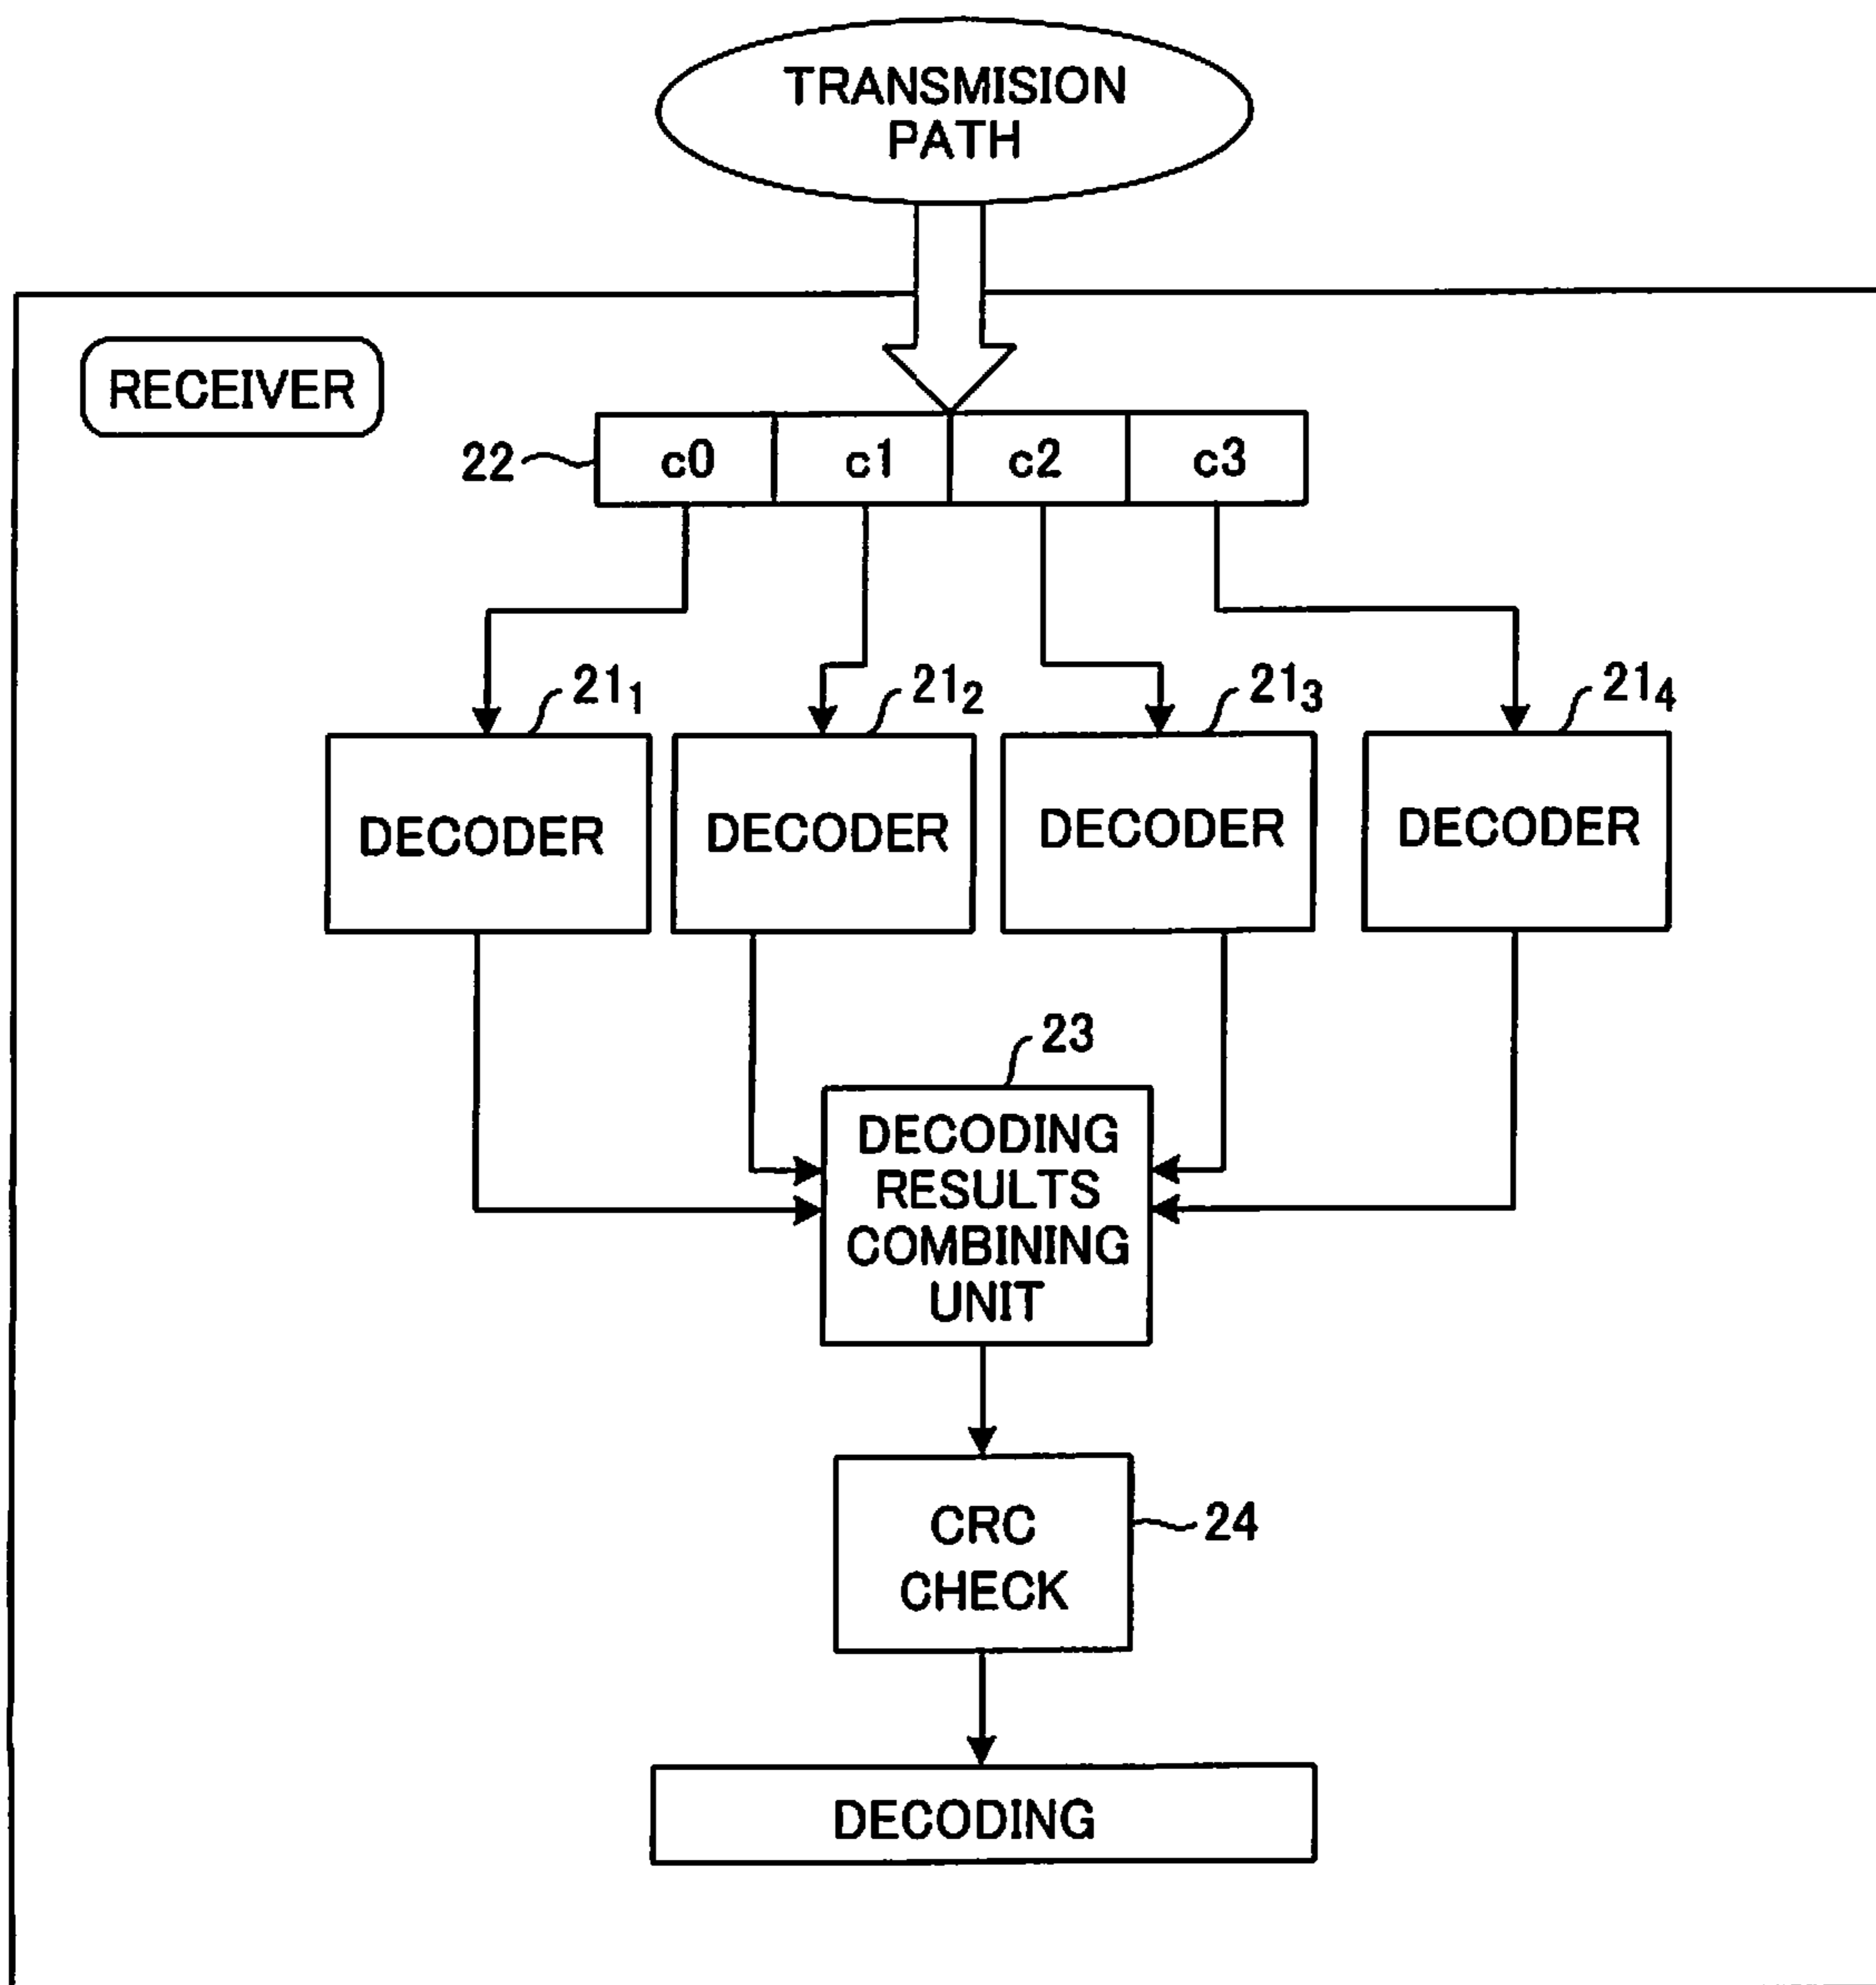 TRANSMISION
PATH
RECEIVER
22
c0 c1 c2 c3
21₁ 21₂ 21₃ 21₄
DECODER DECODER DECODER DECODER
23
DECODING
RESULTS
COMBINING
UNIT
CRC
CHECK
24
DECODING